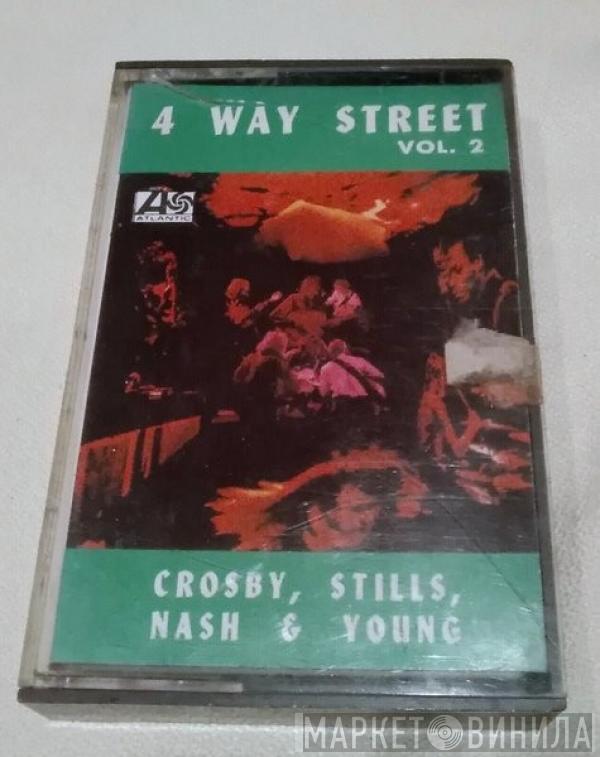 4 WAY STREET
VOL. 2
ATLANTIC
CROSBY, STILLS,
NASH & YOUNG
МАРКЕТ ВИНИЛА